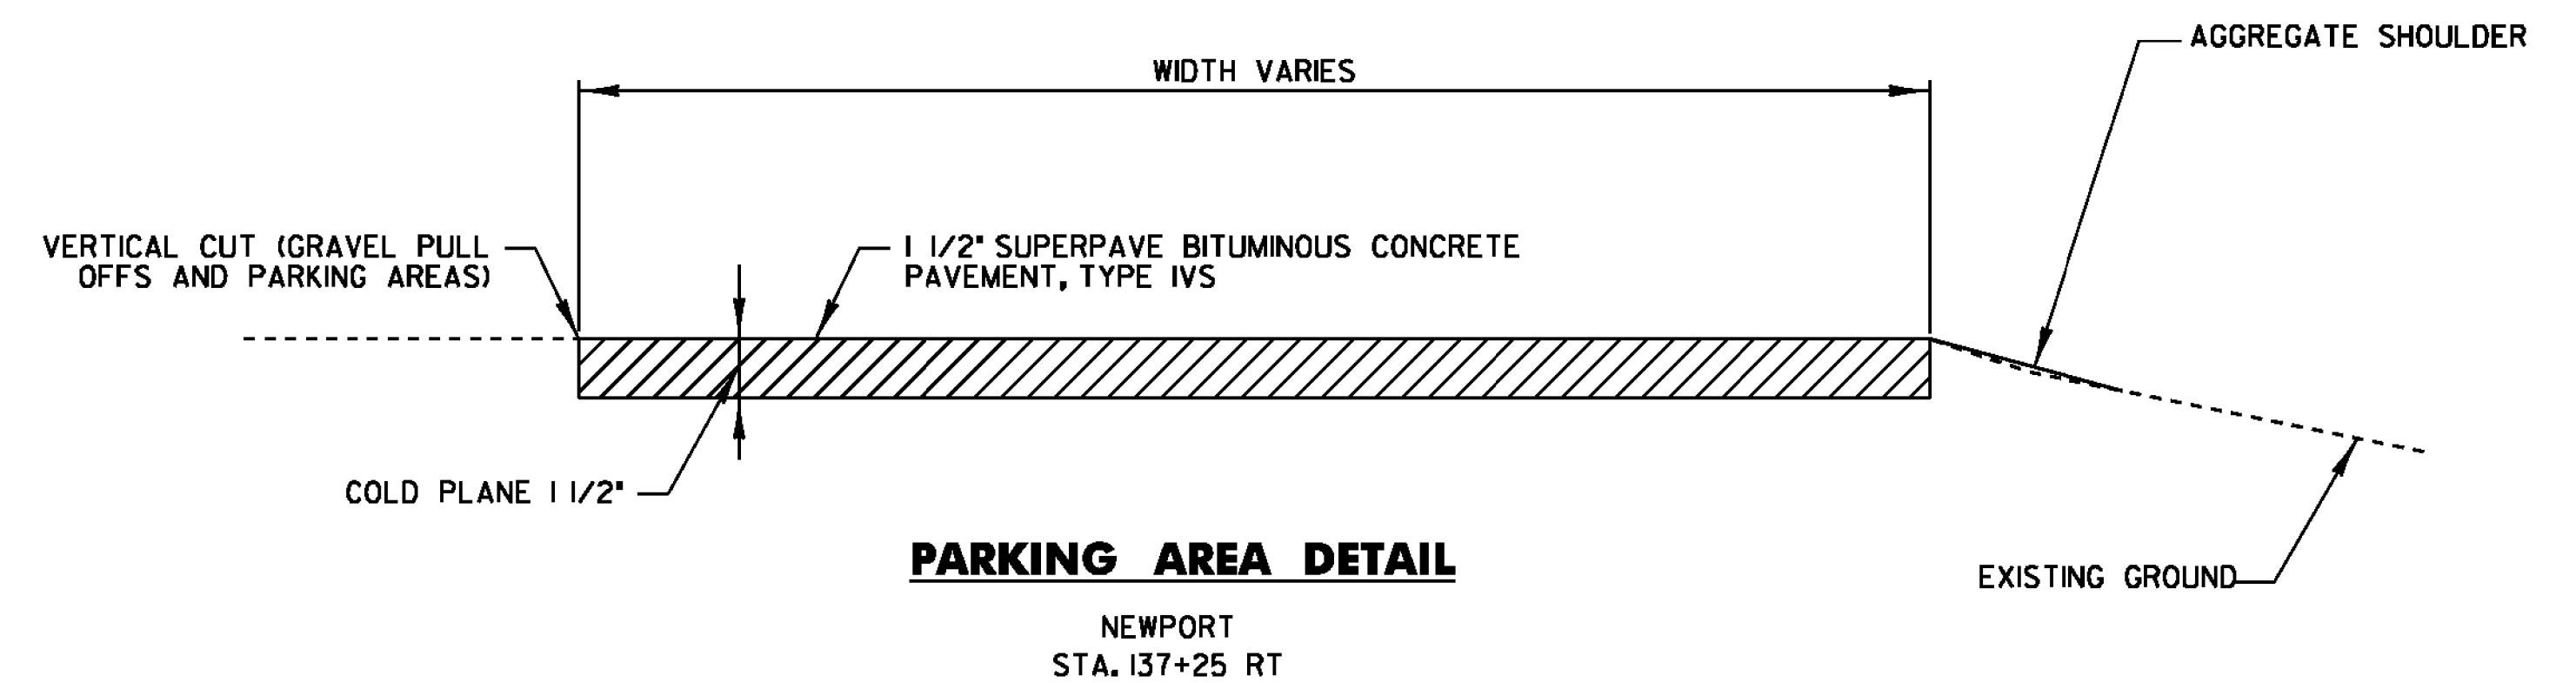 AGGREGATE SHOULDER
WIDTH VARIES
VERTICAL CUT (GRAVEL PULL
OFFS AND PARKING AREAS)
1 1/2" SUPERPAVE BITUMINOUS CONCRETE
PAVEMENT, TYPE IVS
COLD PLANE 1 1/2"
EXISTING GROUND
PARKING AREA DETAIL
NEWPORT
STA. 137+25 RT